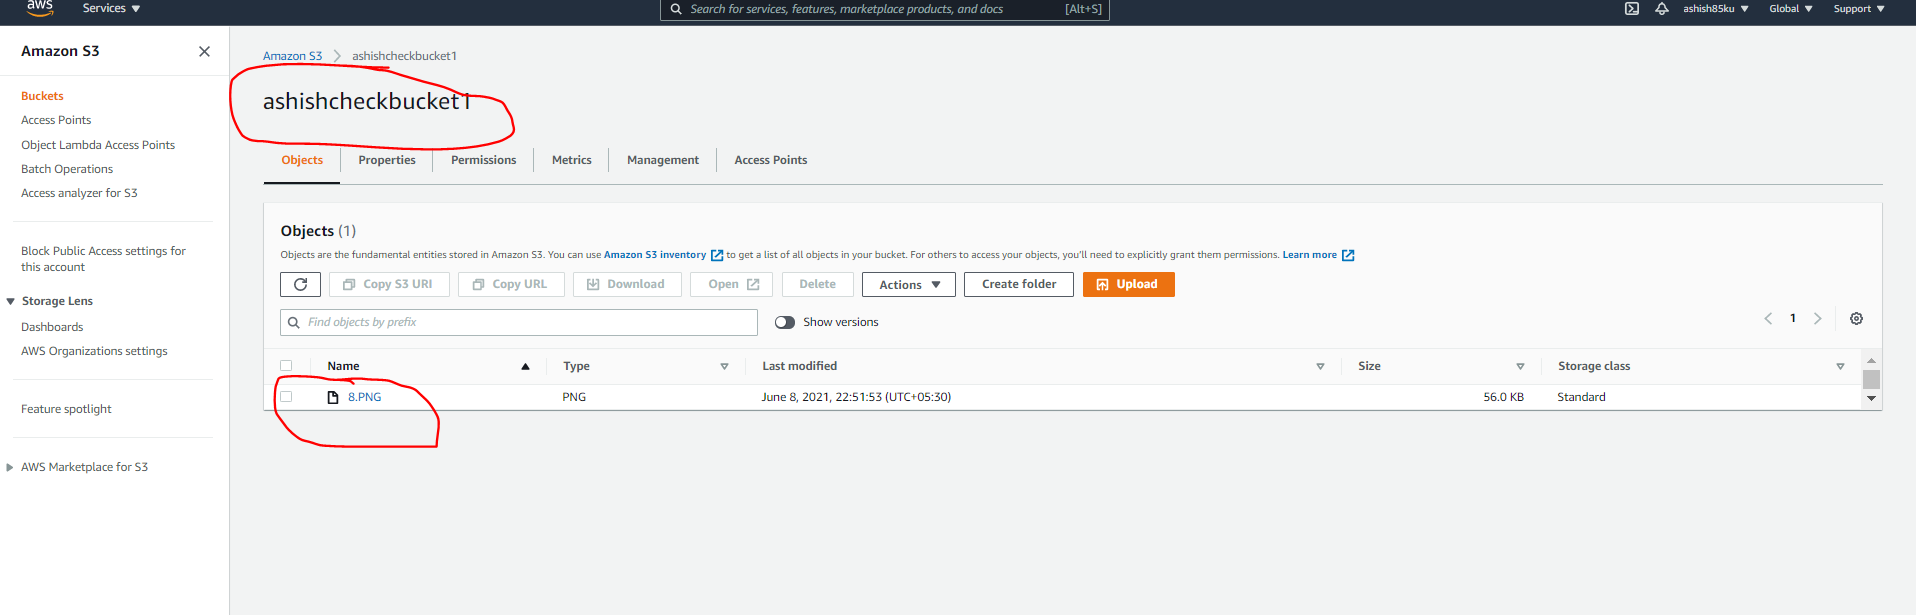 aws
Services
Search for services, features, marketplace products, and docs
[Alt+S]
ashish85ku
Global
Support
Amazon S3
Buckets
Access Points
Object Lambda Access Points
Batch Operations
Access analyzer for S3
Block Public Access settings for
this account
Storage Lens
Dashboards
AWS Organizations settings
Feature spotlight
AWS Marketplace for S3
Amazon S3 > ashishcheckbucket1
ashishcheckbucket1
Objects
Properties
Permissions
Metrics
Management
Access Points
Objects (1)
Objects are the fundamental entities stored in Amazon S3. You can use Amazon S3 inventory to get a list of all objects in your bucket. For others to access your objects, you'll need to explicitly grant them permissions. Learn more
Copy S3 URI
Copy URL
Download
Open
Delete
Actions
Create folder
Upload
Find objects by prefix
Show versions
1
Name
Type
Last modified
Size
Storage class
8.PNG
PNG
June 8, 2021, 22:51:53 (UTC+05:30)
56.0 KB
Standard